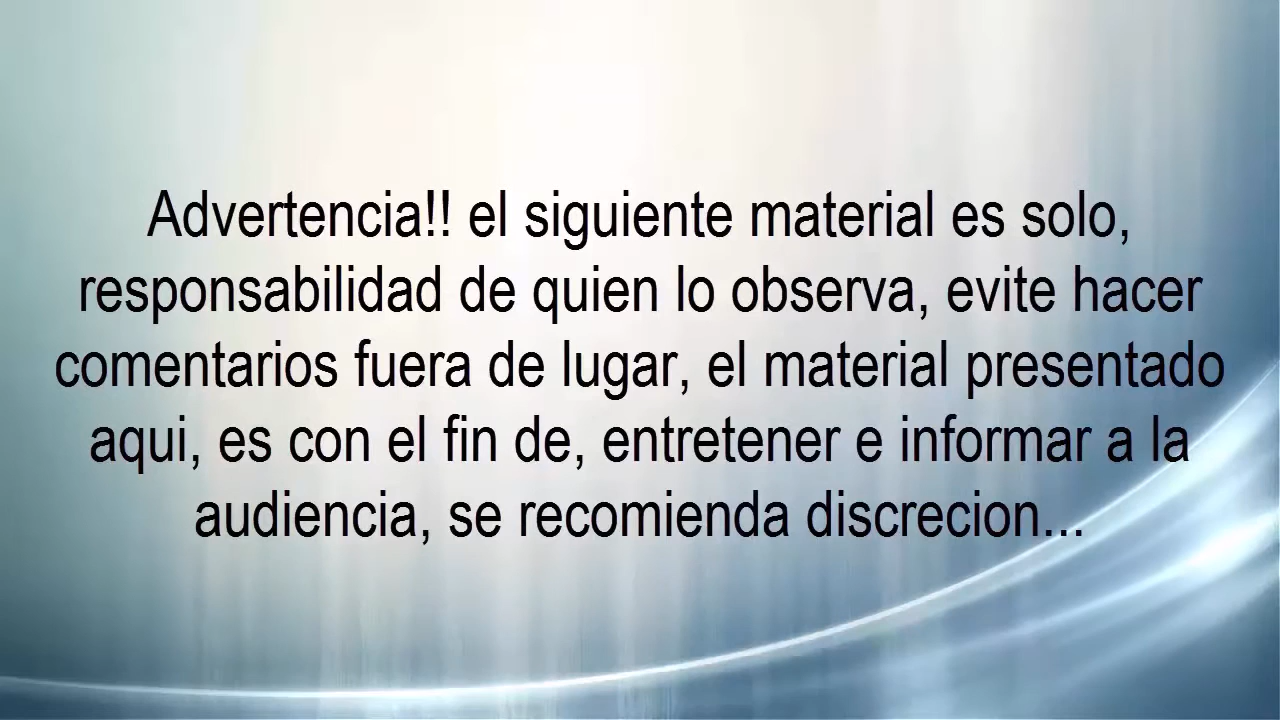 Advertencia!! el siguiente material es solo,
responsabilidad de quien lo observa, evite hacer
comentarios fuera de lugar, el material presentado
aqui, es con el fin de, entretener e informar a la
audiencia, se recomienda discrecion...